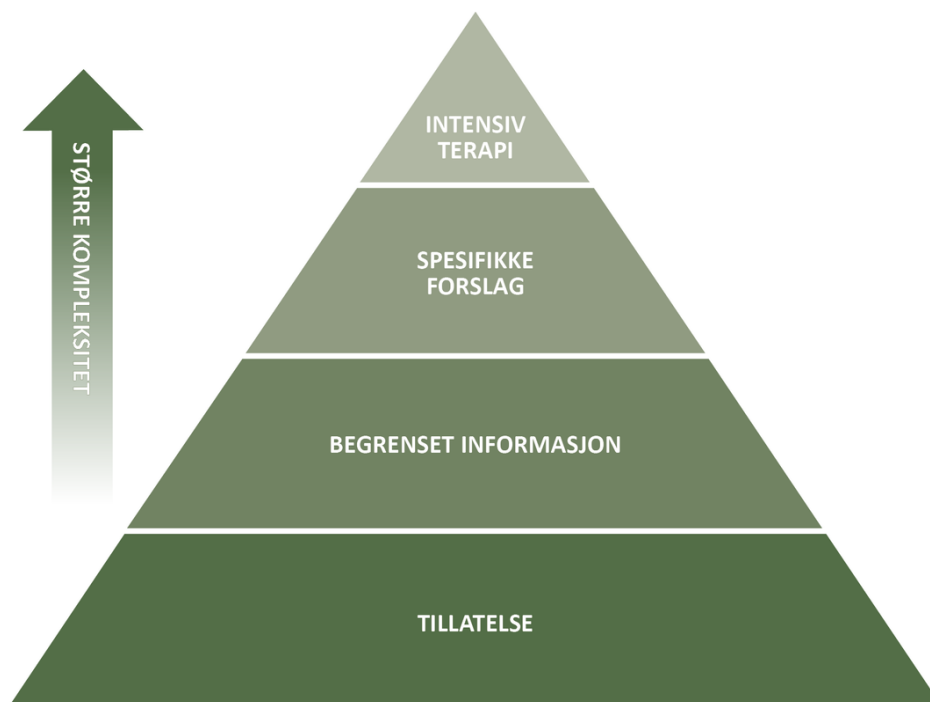 STØRRE KOMPLEKSITET
INTENSIV
TERAPI
SPESIFIKKE
FORSLAG
BEGRENSET INFORMASJON
TILLATELSE